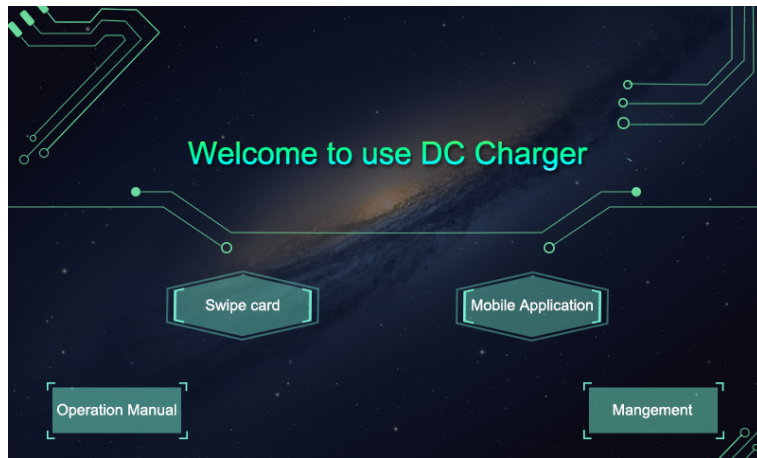 Welcome to use DC Charger
Swipe card
Mobile Application
Operation Manual
Mangement